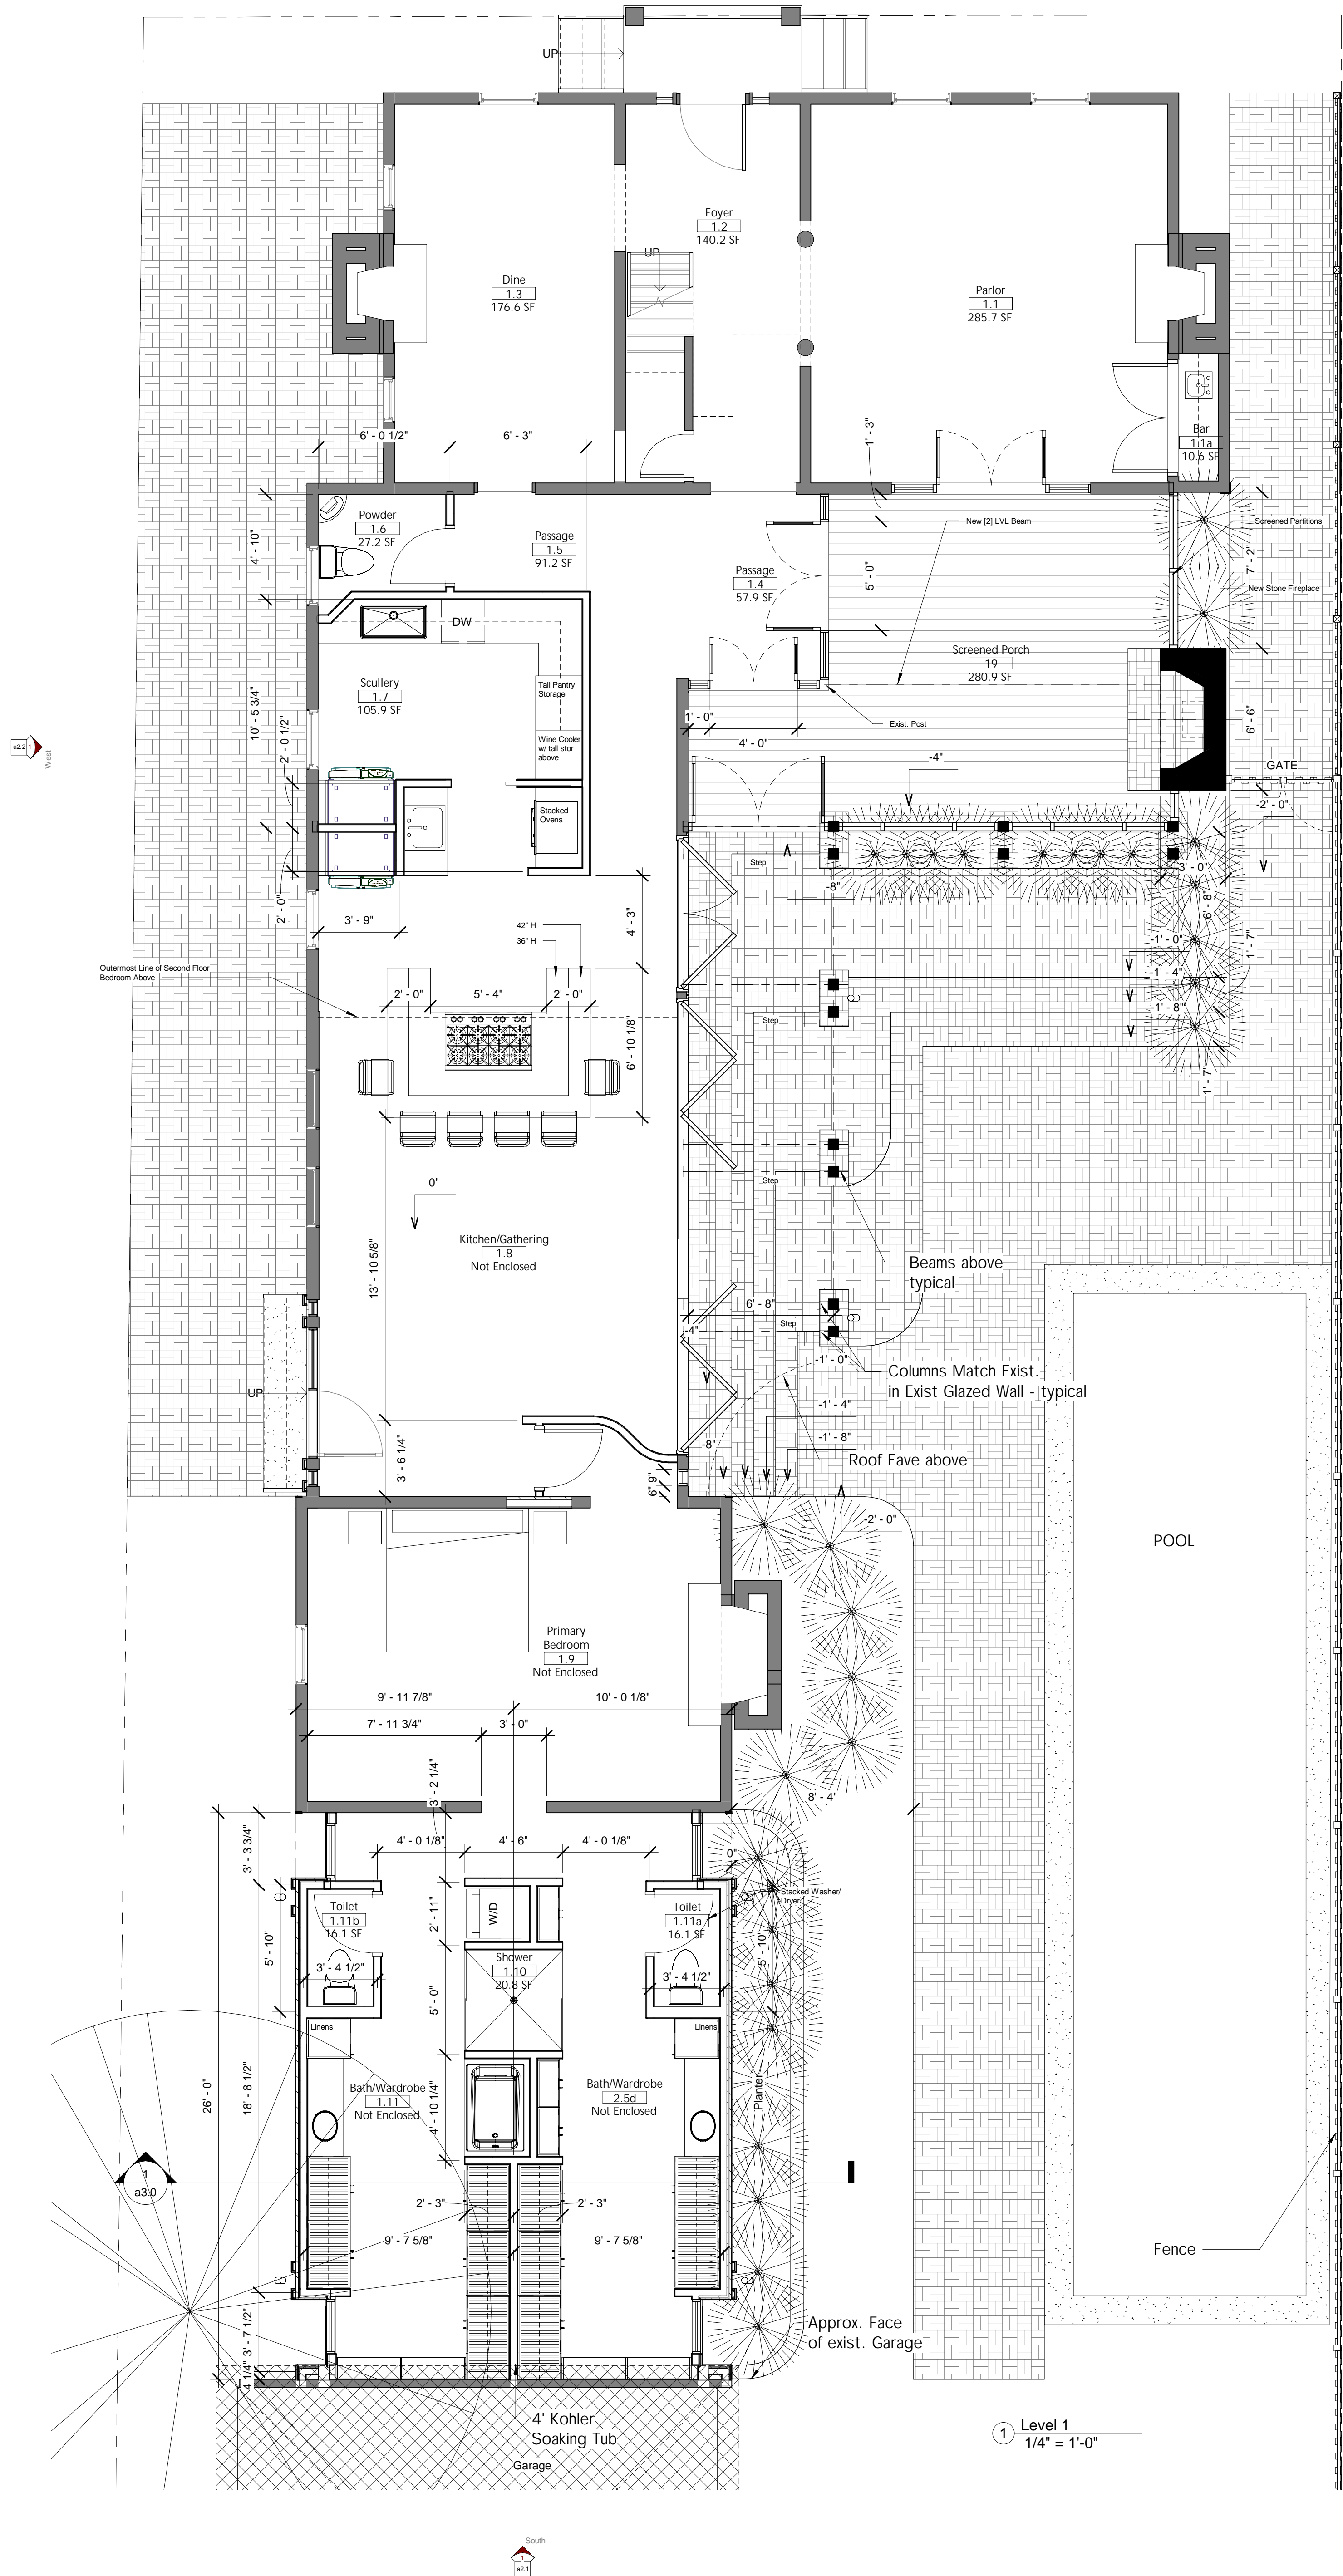 UP
Foyer
1.2
140.2 SF
UP
Dine
1.3
176.6 SF
Parlor
1.1
285.7 SF
Bar
1.1a
10.6 SF
6' - 0 1/2"
6' - 3"
1' - 3"
4' - 10"
Powder
1.6
27.2 SF
Passage
1.5
91.2 SF
New [2] LVL Beam
Screened Partitions
7' - 2"
Passage
1.4
57.9 SF
5' - 0"
New Stone Fireplace
DW
Screened Porch
19
280.9 SF
Scullery
1.7
105.9 SF
Tall Pantry
Storage
10' - 5 3/4"
2' - 0 1/2"
Wine Cooler
w/ tall stor
above
1' - 0"
Exist. Post
4' - 0"
6' - 6"
a2.2
1
West
-4"
GATE
-2' - 0"
Stacked
Ovens
Step
-8"
3' - 0"
6' - 8"
2' - 0"
3' - 9"
4' - 3"
42" H
36" H
-1' - 0"
1' - 7"
-1' - 4"
-1' - 8"
Outermost Line of Second Floor
Bedroom Above
2' - 0"
5' - 4"
2' - 0"
6' - 10 1/8"
Step
1' - 7"
0"
Step
Kitchen/Gathering
1.8
Not Enclosed
13' - 10 5/8"
Beams above
typical
6' - 8"
Step
-4"
-1' - 0"
Columns Match Exist.
in Exist Glazed Wall - typical
UP
-1' - 4"
-1' - 8"
-8"
Roof Eave above
3' - 6 1/4"
9"
6"
-2' - 0"
POOL
Primary
Bedroom
1.9
Not Enclosed
9' - 11 7/8"
10' - 0 1/8"
7' - 11 3/4"
3' - 0"
3' - 2 1/4"
8' - 4"
3' - 3 3/4"
4' - 0 1/8"
4' - 6"
4' - 0 1/8"
0"
Toilet
1.11b
16.1 SF
W/D
2' - 11"
Toilet
1.11a
16.1 SF
Stacked Washer/
Dryer
5' - 10"
5' - 10"
Shower
1.10
20.8 SF
3' - 4 1/2"
3' - 4 1/2"
5' - 0"
Linens
Linens
26' - 0"
18' - 8 1/2"
Bath/Wardrobe
1.11
Not Enclosed
Bath/Wardrobe
2.5d
Not Enclosed
4' - 10 1/4"
Planter
1
a3.0
2' - 3"
2' - 3"
9' - 7 5/8"
9' - 7 5/8"
Fence
3' - 7 1/2"
4 1/4"
Approx. Face
of exist. Garage
4' Kohler
Soaking Tub
Garage
1
Level 1
1/4" = 1'-0"
South
1
a2.1